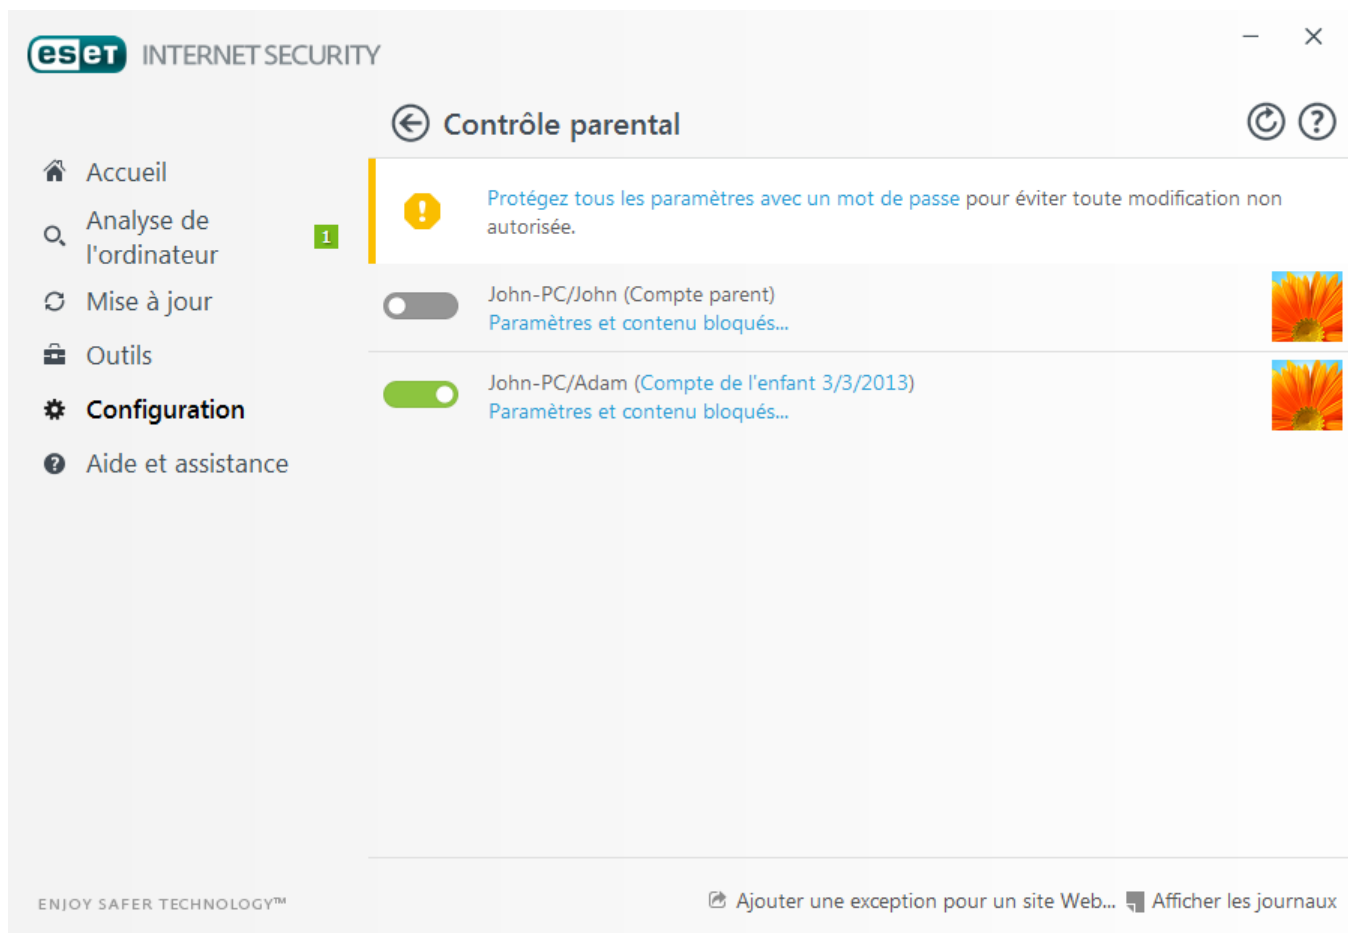 eset INTERNET SECURITY
Contrôle parental
Accueil
Analyse de
l'ordinateur
1
Mise à jour
Outils
Configuration
Aide et assistance
Protégez tous les paramètres avec un mot de passe pour éviter toute modification non
autorisée.
John-PC/John (Compte parent)
Paramètres et contenu bloqués...
John-PC/Adam (Compte de l'enfant 3/3/2013)
Paramètres et contenu bloqués...
ENJOY SAFER TECHNOLOGY™
Ajouter une exception pour un site Web... Afficher les journaux